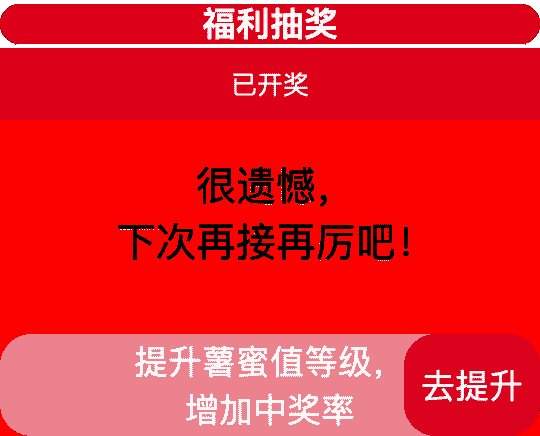 福利抽奖
已开奖
很遗憾，
下次再接再厉吧！
提升薯蜜值等级，
增加中奖率
去提升